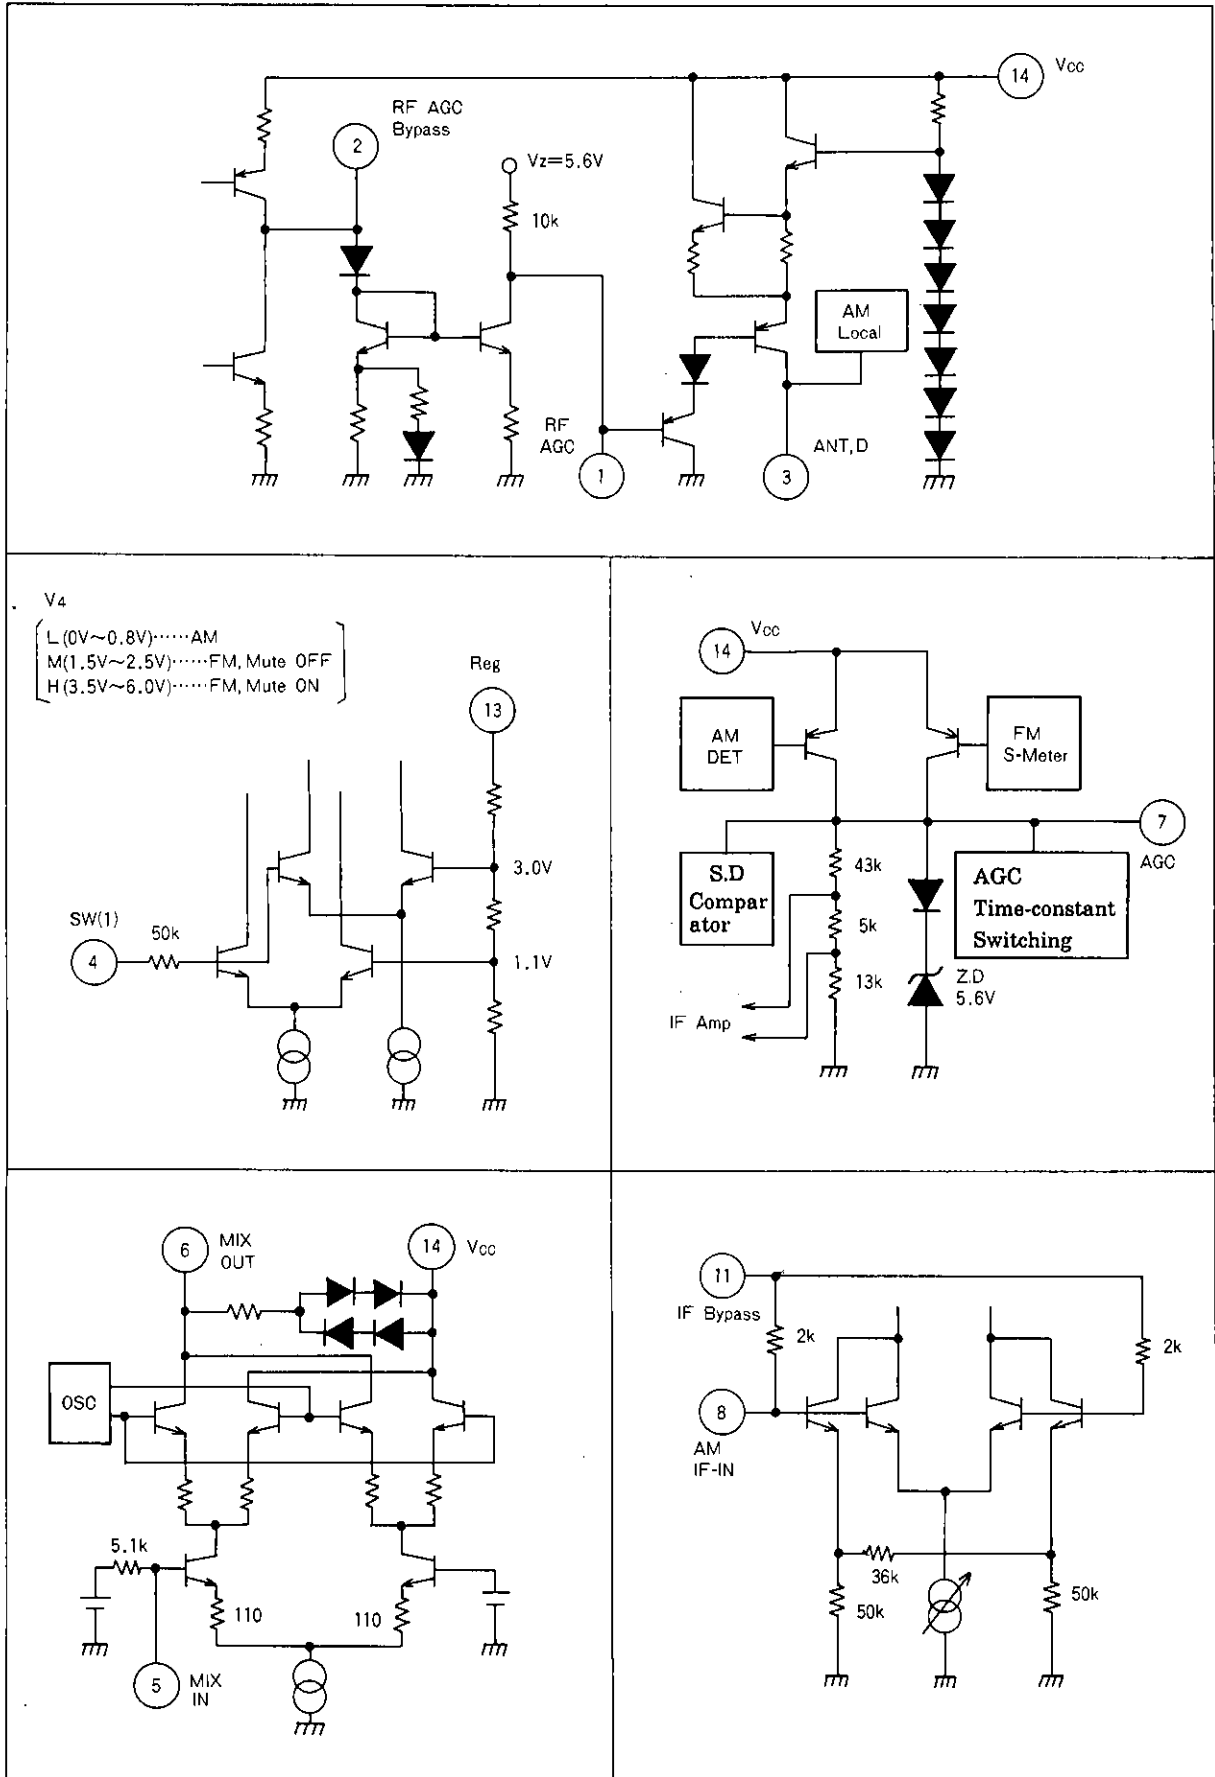 RF AGC
Bypass
2
14
Vcc
Vz=5.6V
10k
AM
Local
RF
AGC
1
3
ANT,D
V4
L(0V~0.8V)······AM
M(1.5V~2.5V)······FM, Mute OFF
H(3.5V~6.0V)······FM, Mute ON
Reg
13
3.0V
SW(1)
4
50k
1.1V
14
Vcc
AM
DET
FM
S-Meter
7
AGC
S.D
Compar
ator
43k
5k
13k
AGC
Time-constant
Switching
Z.D
5.6V
IF Amp
6
MIX
OUT
14
Vcc
OSC
5.1k
110
110
5
MIX
IN
11
IF Bypass
2k
2k
8
AM
IF-IN
36k
50k
50k